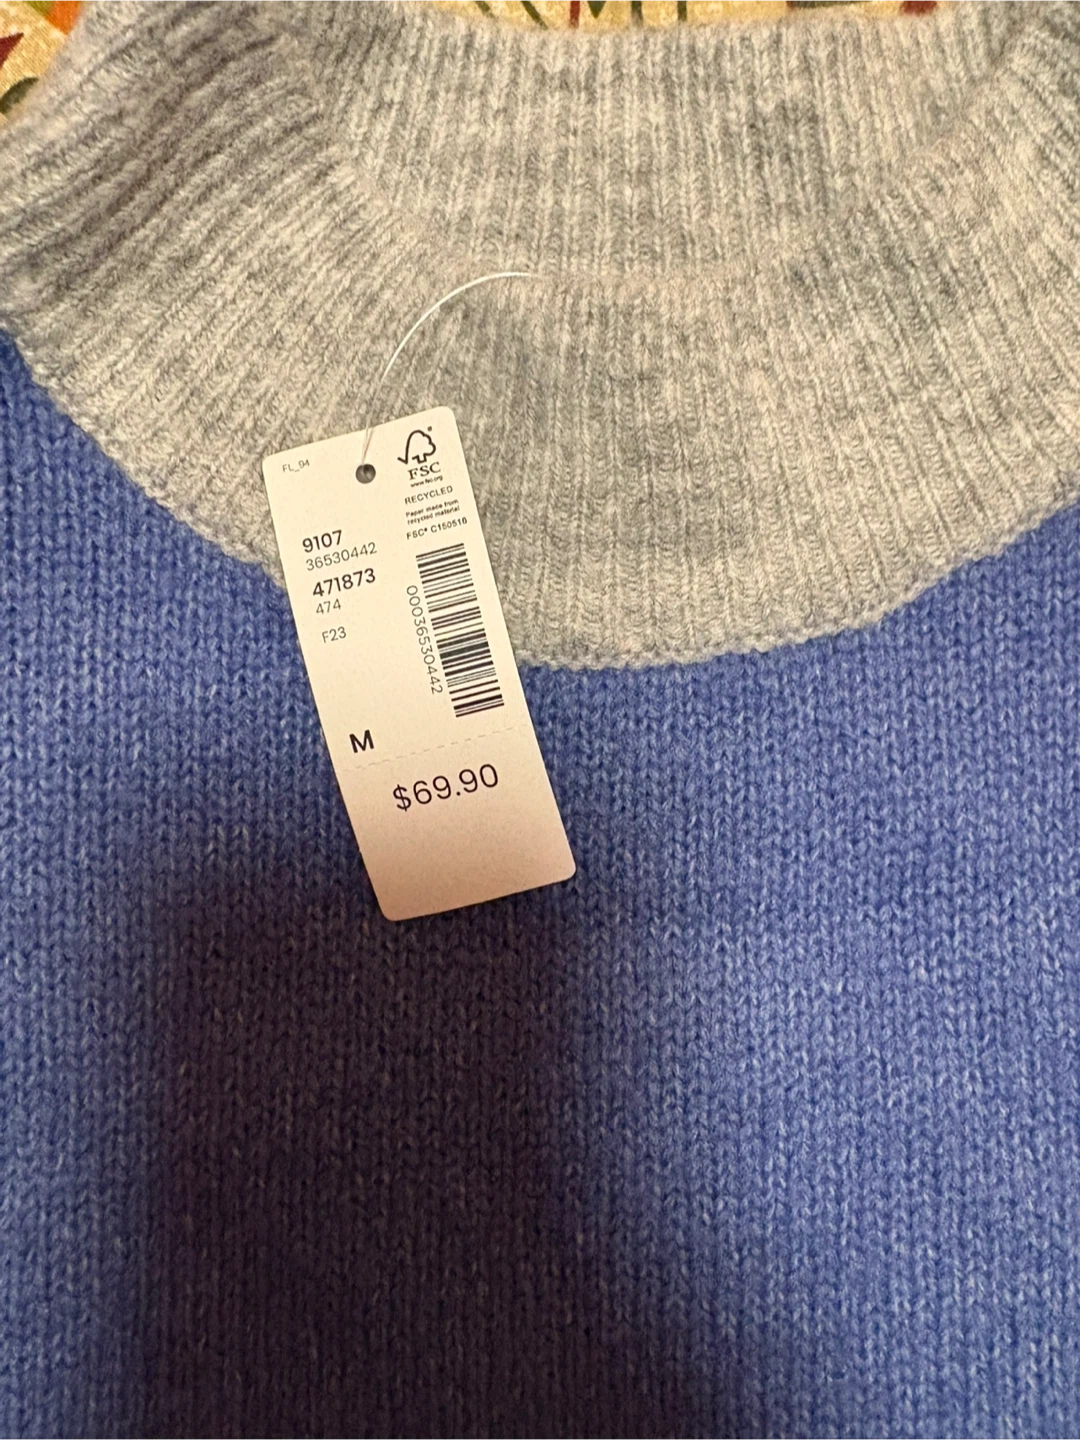 FL_94
FSC®
www.fsc.org
RECYCLED
Paper made from
recycled material
FSC® C150516
9107
36530442
471873
474
F23
00036530442
M
$69.90